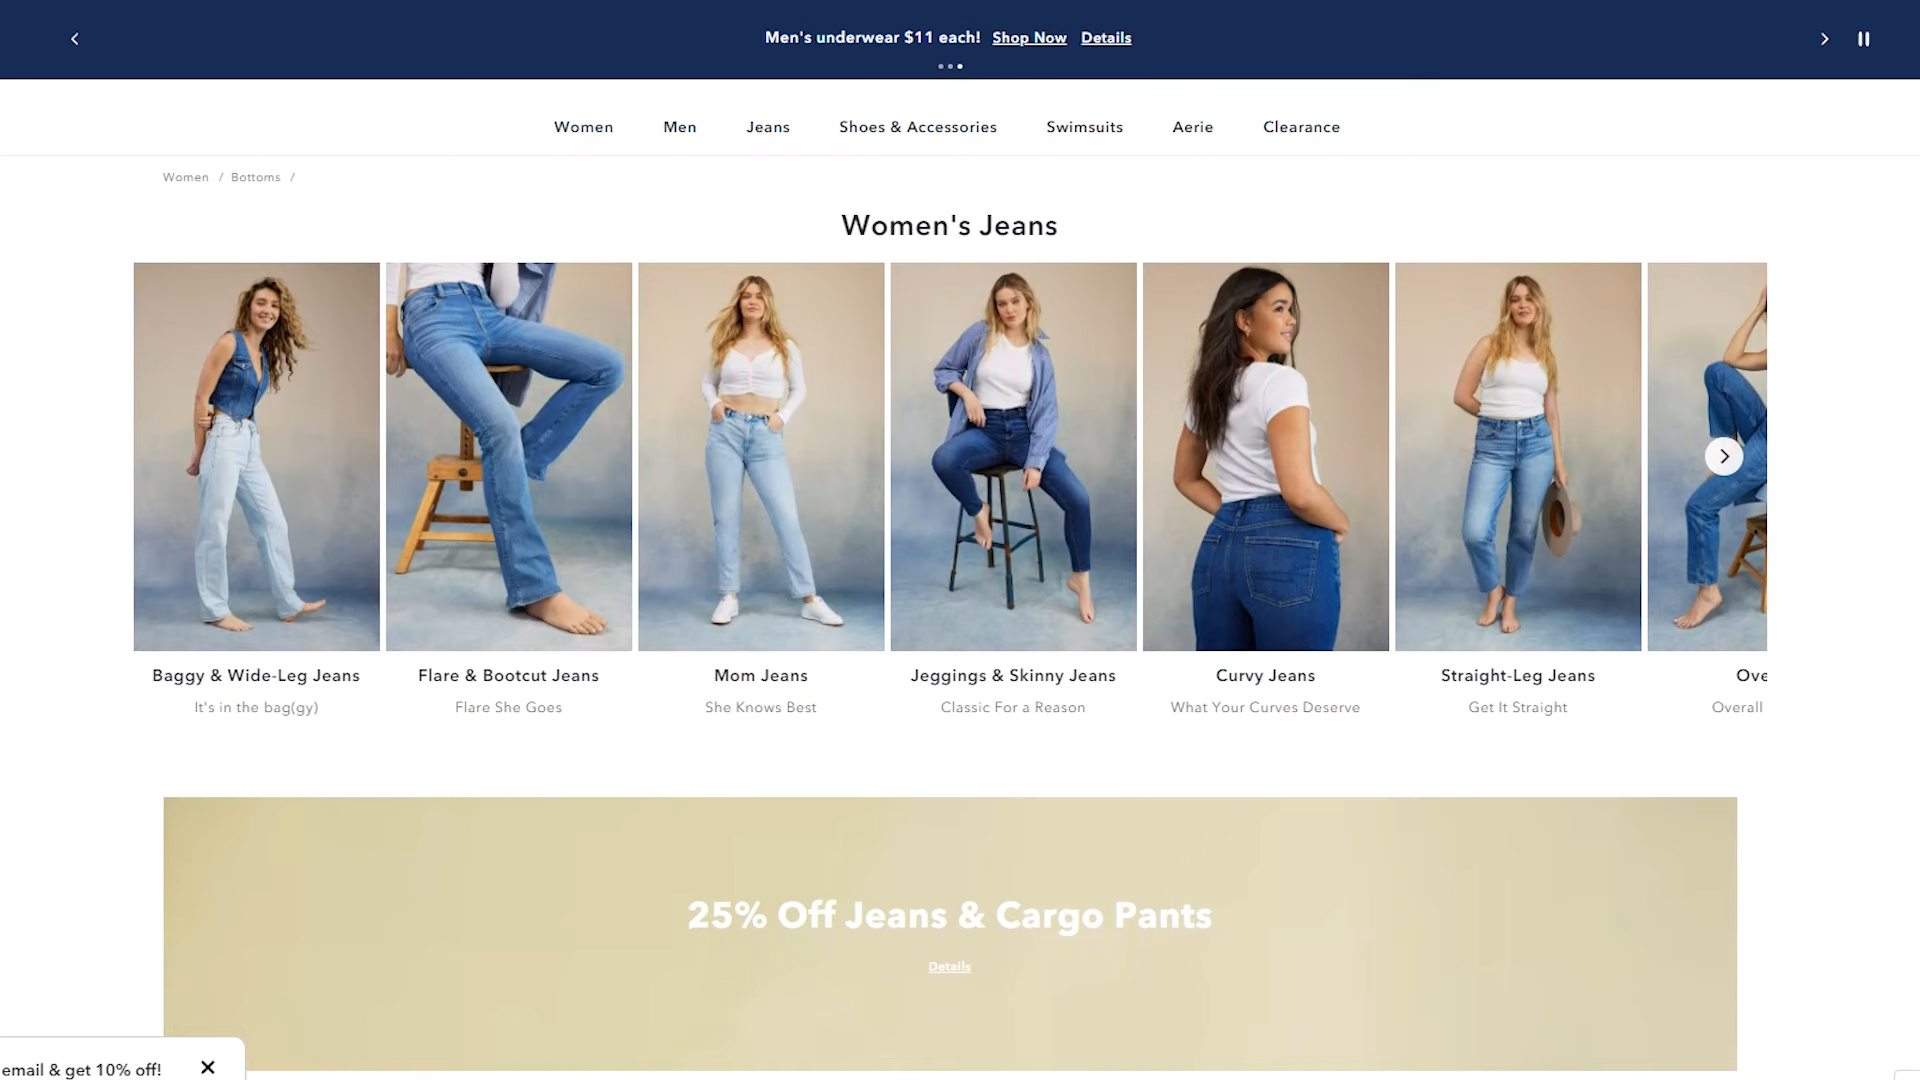 Men's underwear $11 each! Shop Now Details
Women Men Jeans Shoes & Accessories Swimsuits Aerie Clearance
Women / Bottoms /
Women's Jeans
Baggy & Wide-Leg Jeans
It's in the bag(gy)
Flare & Bootcut Jeans
Flare She Goes
Mom Jeans
She Knows Best
Jeggings & Skinny Jeans
Classic For a Reason
Curvy Jeans
What Your Curves Deserve
Straight-Leg Jeans
Get It Straight
Ove
Overall
25% Off Jeans & Cargo Pants
Details
email & get 10% off!